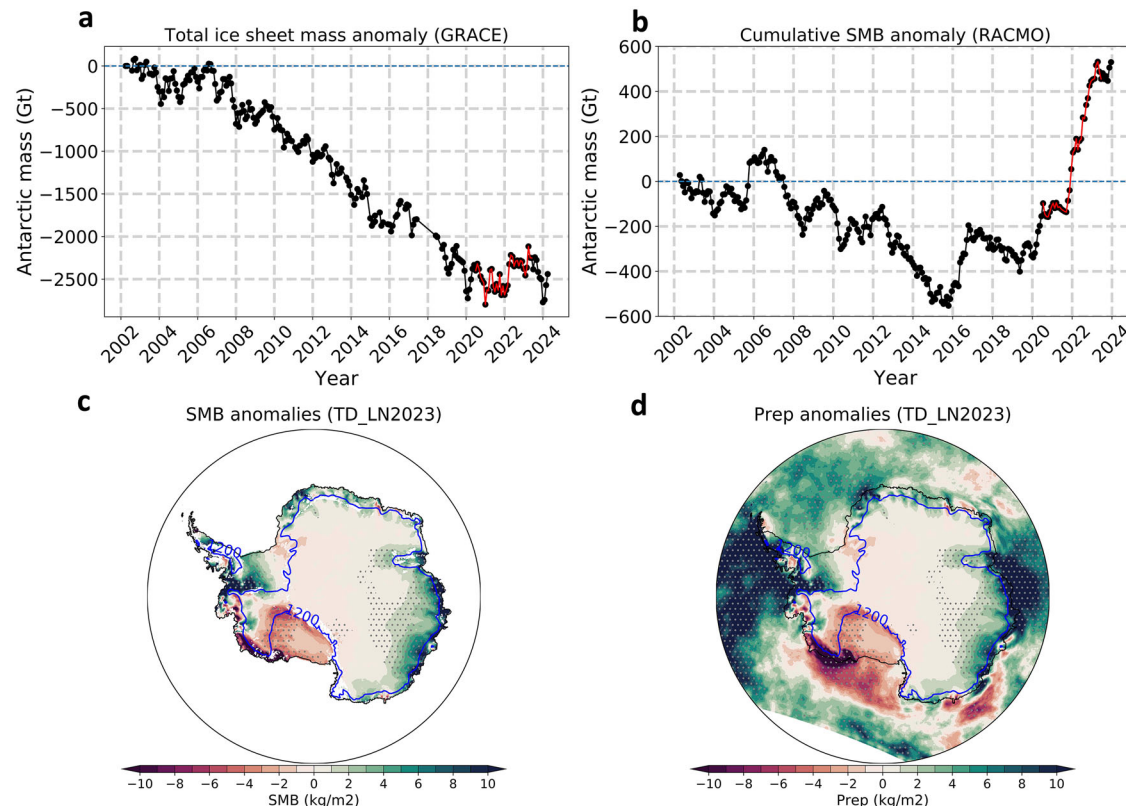 a
Total ice sheet mass anomaly (GRACE)
0
−500
−1000
−1500
−2000
−2500
Antarctic mass (Gt)
2002 2004 2006 2008 2010 2012 2014 2016 2018 2020 2022 2024
Year
b
Cumulative SMB anomaly (RACMO)
600
400
200
0
−200
−400
−600
Antarctic mass (Gt)
2002 2004 2006 2008 2010 2012 2014 2016 2018 2020 2022 2024
Year
c
SMB anomalies (TD_LN2023)
1200
1200
−10 −8 −6 −4 −2 0 2 4 6 8 10
SMB (kg/m2)
d
Prep anomalies (TD_LN2023)
1200
1200
−10 −8 −6 −4 −2 0 2 4 6 8 10
Prep (kg/m2)